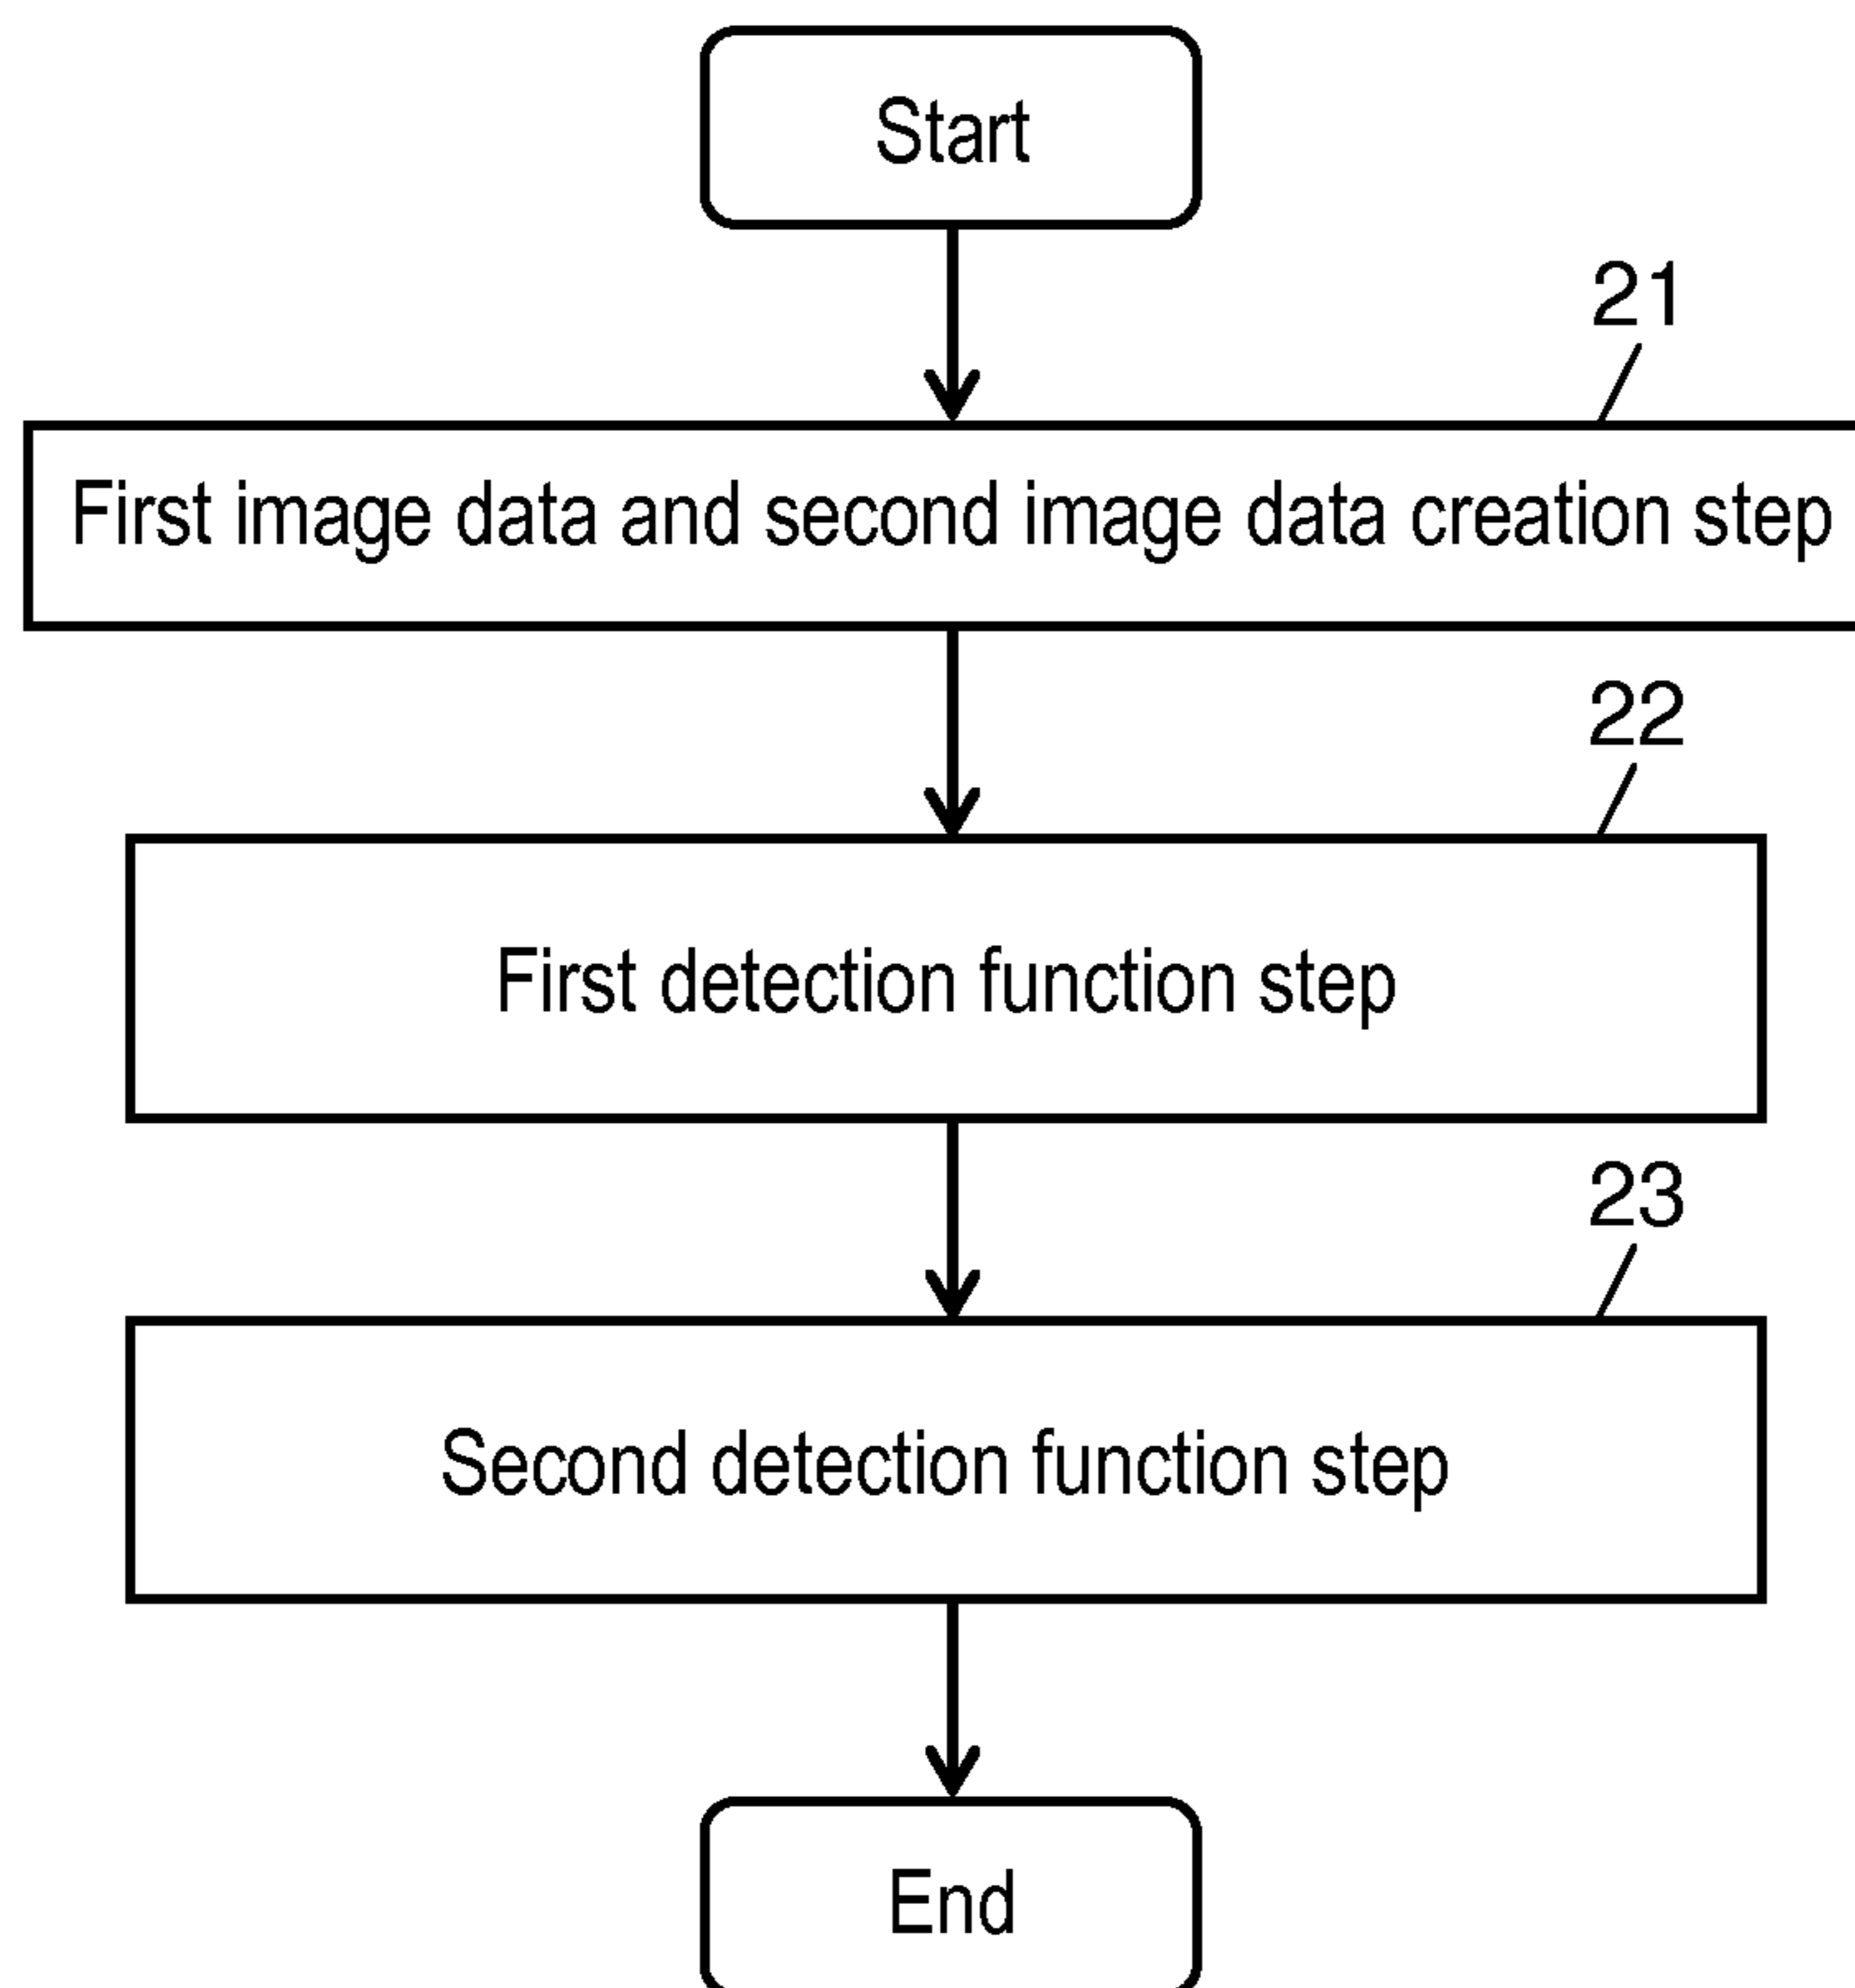 Start
21
First image data and second image data creation step
22
First detection function step
23
Second detection function step
End